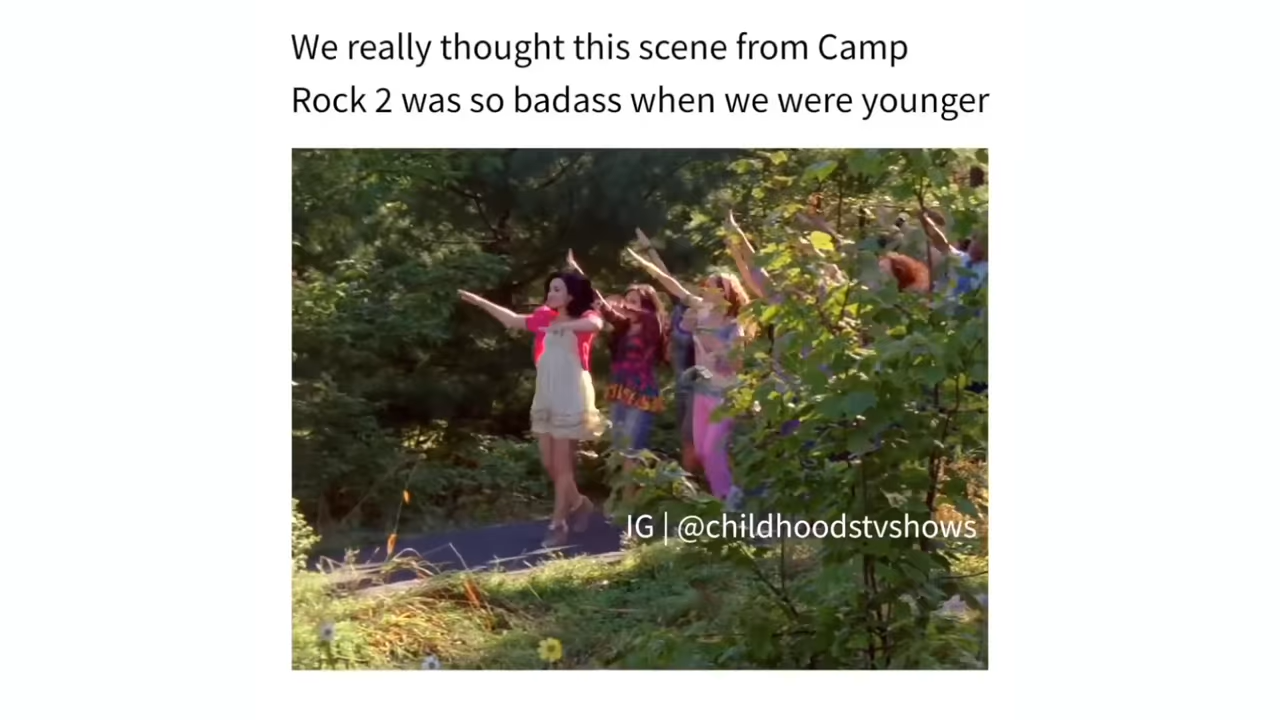 We really thought this scene from Camp
Rock 2 was so badass when we were younger
IG | @childhoodstvshows